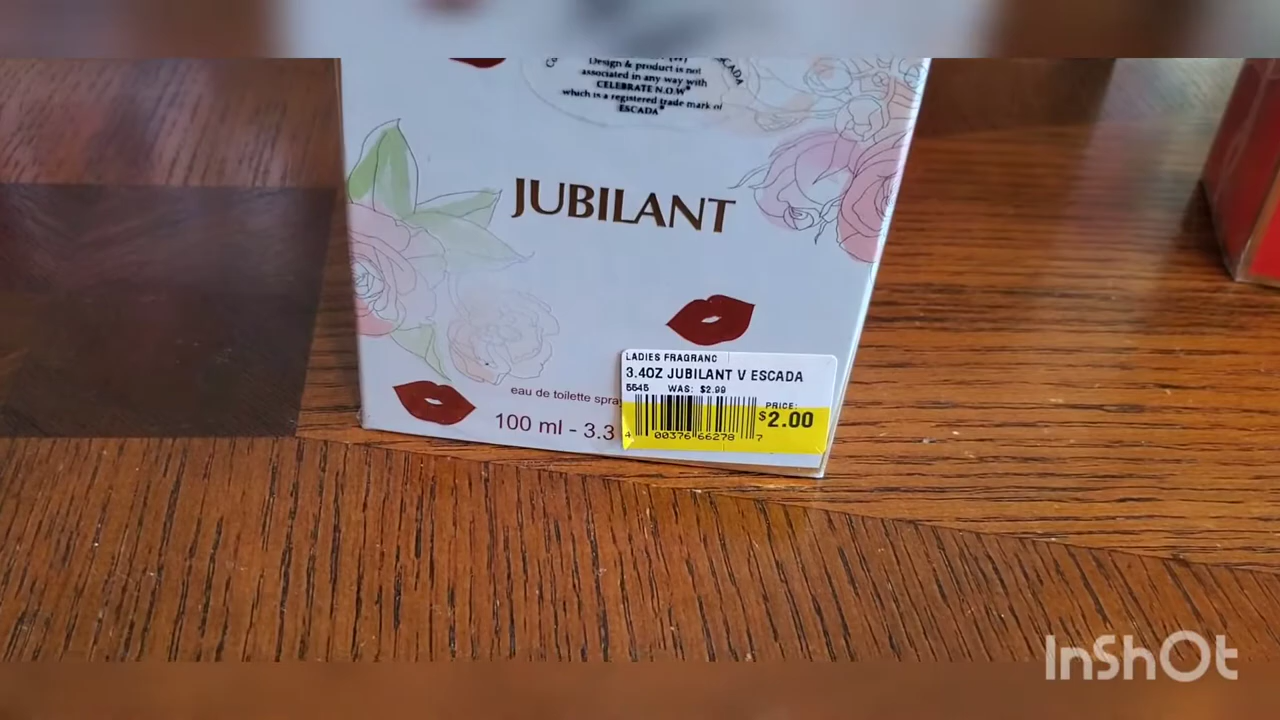 Design & product is not
associated in any way with
CELEBRATE N.O.W®
which is a registered trade mark of
ESCADA®
JUBILANT
eau de toilette spray
100 ml - 3.3
LADIES FRAGRANC
3.4OZ JUBILANT V ESCADA
5545 WAS: $2.99
PRICE:
$2.00
4 00376 66278 7
InShOt